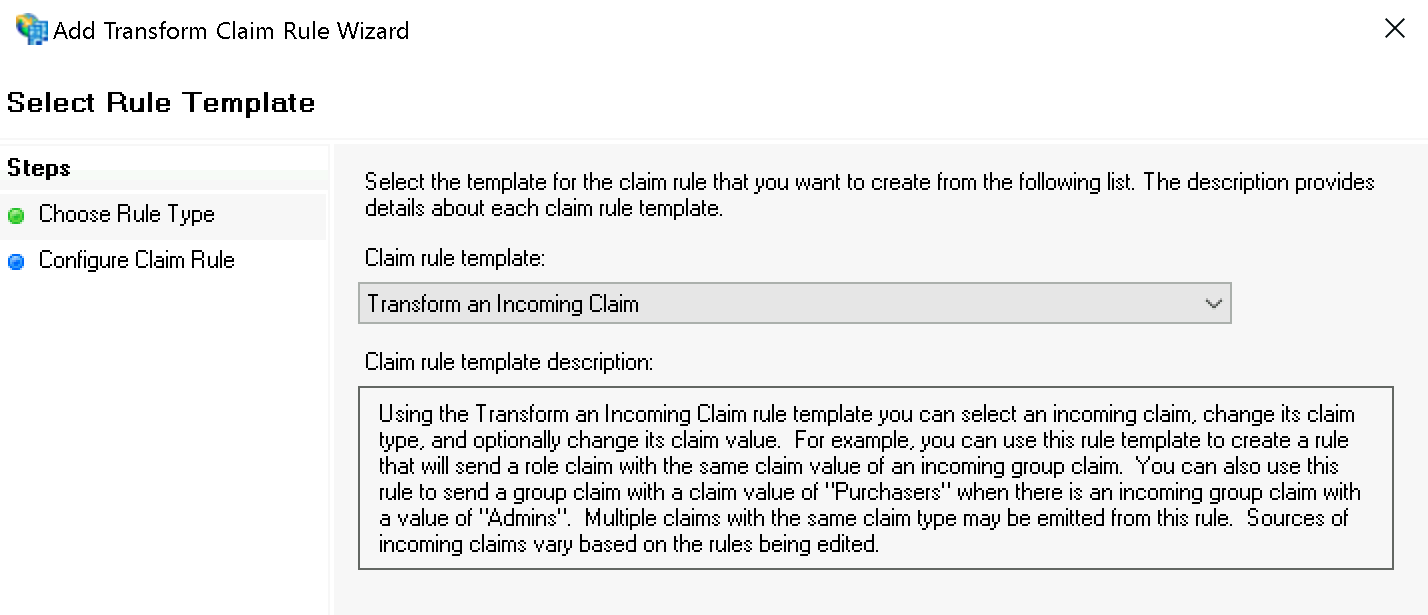 Add Transform Claim Rule Wizard
Select Rule Template
Steps
Choose Rule Type
Configure Claim Rule
Select the template for the claim rule that you want to create from the following list. The description provides
details about each claim rule template.
Claim rule template:
Transform an Incoming Claim
Claim rule template description:
Using the Transform an Incoming Claim rule template you can select an incoming claim, change its claim
type, and optionally change its claim value.  For example, you can use this rule template to create a rule
that will send a role claim with the same claim value of an incoming group claim.  You can also use this
rule to send a group claim with a claim value of "Purchasers" when there is an incoming group claim with
a value of "Admins".  Multiple claims with the same claim type may be emitted from this rule.  Sources of
incoming claims vary based on the rules being edited.